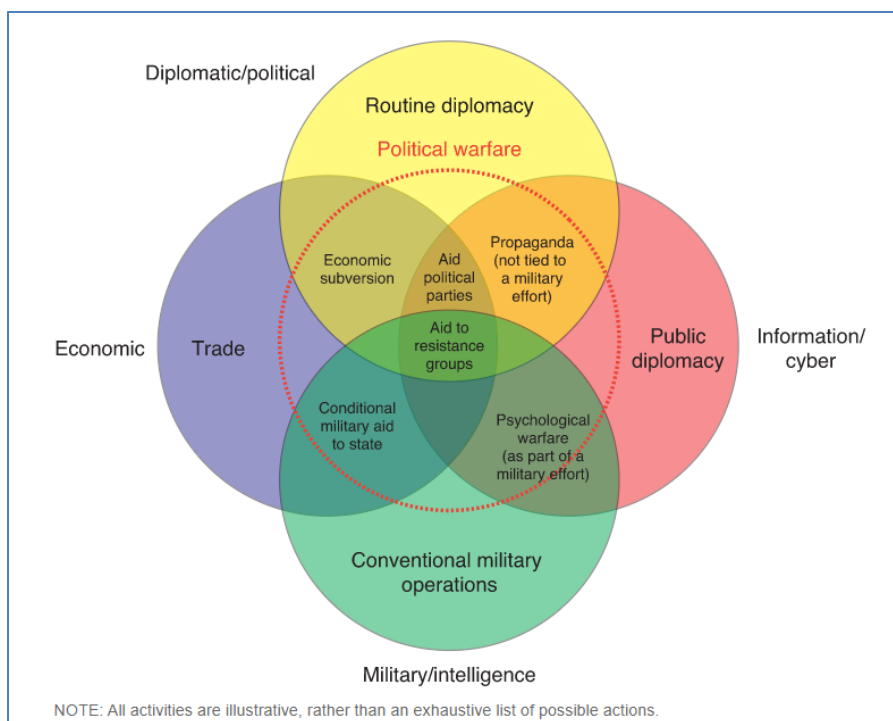 Diplomatic/political
Routine diplomacy
Political warfare
Economic
subversion
Aid
political
parties
Propaganda
(not tied to
a military
effort)
Economic
Trade
Aid to
resistance
groups
Public
diplomacy
Information/
cyber
Conditional
military aid
to state
Psychological
warfare
(as part of a
military effort)
Conventional military
operations
Military/intelligence
NOTE: All activities are illustrative, rather than an exhaustive list of possible actions.